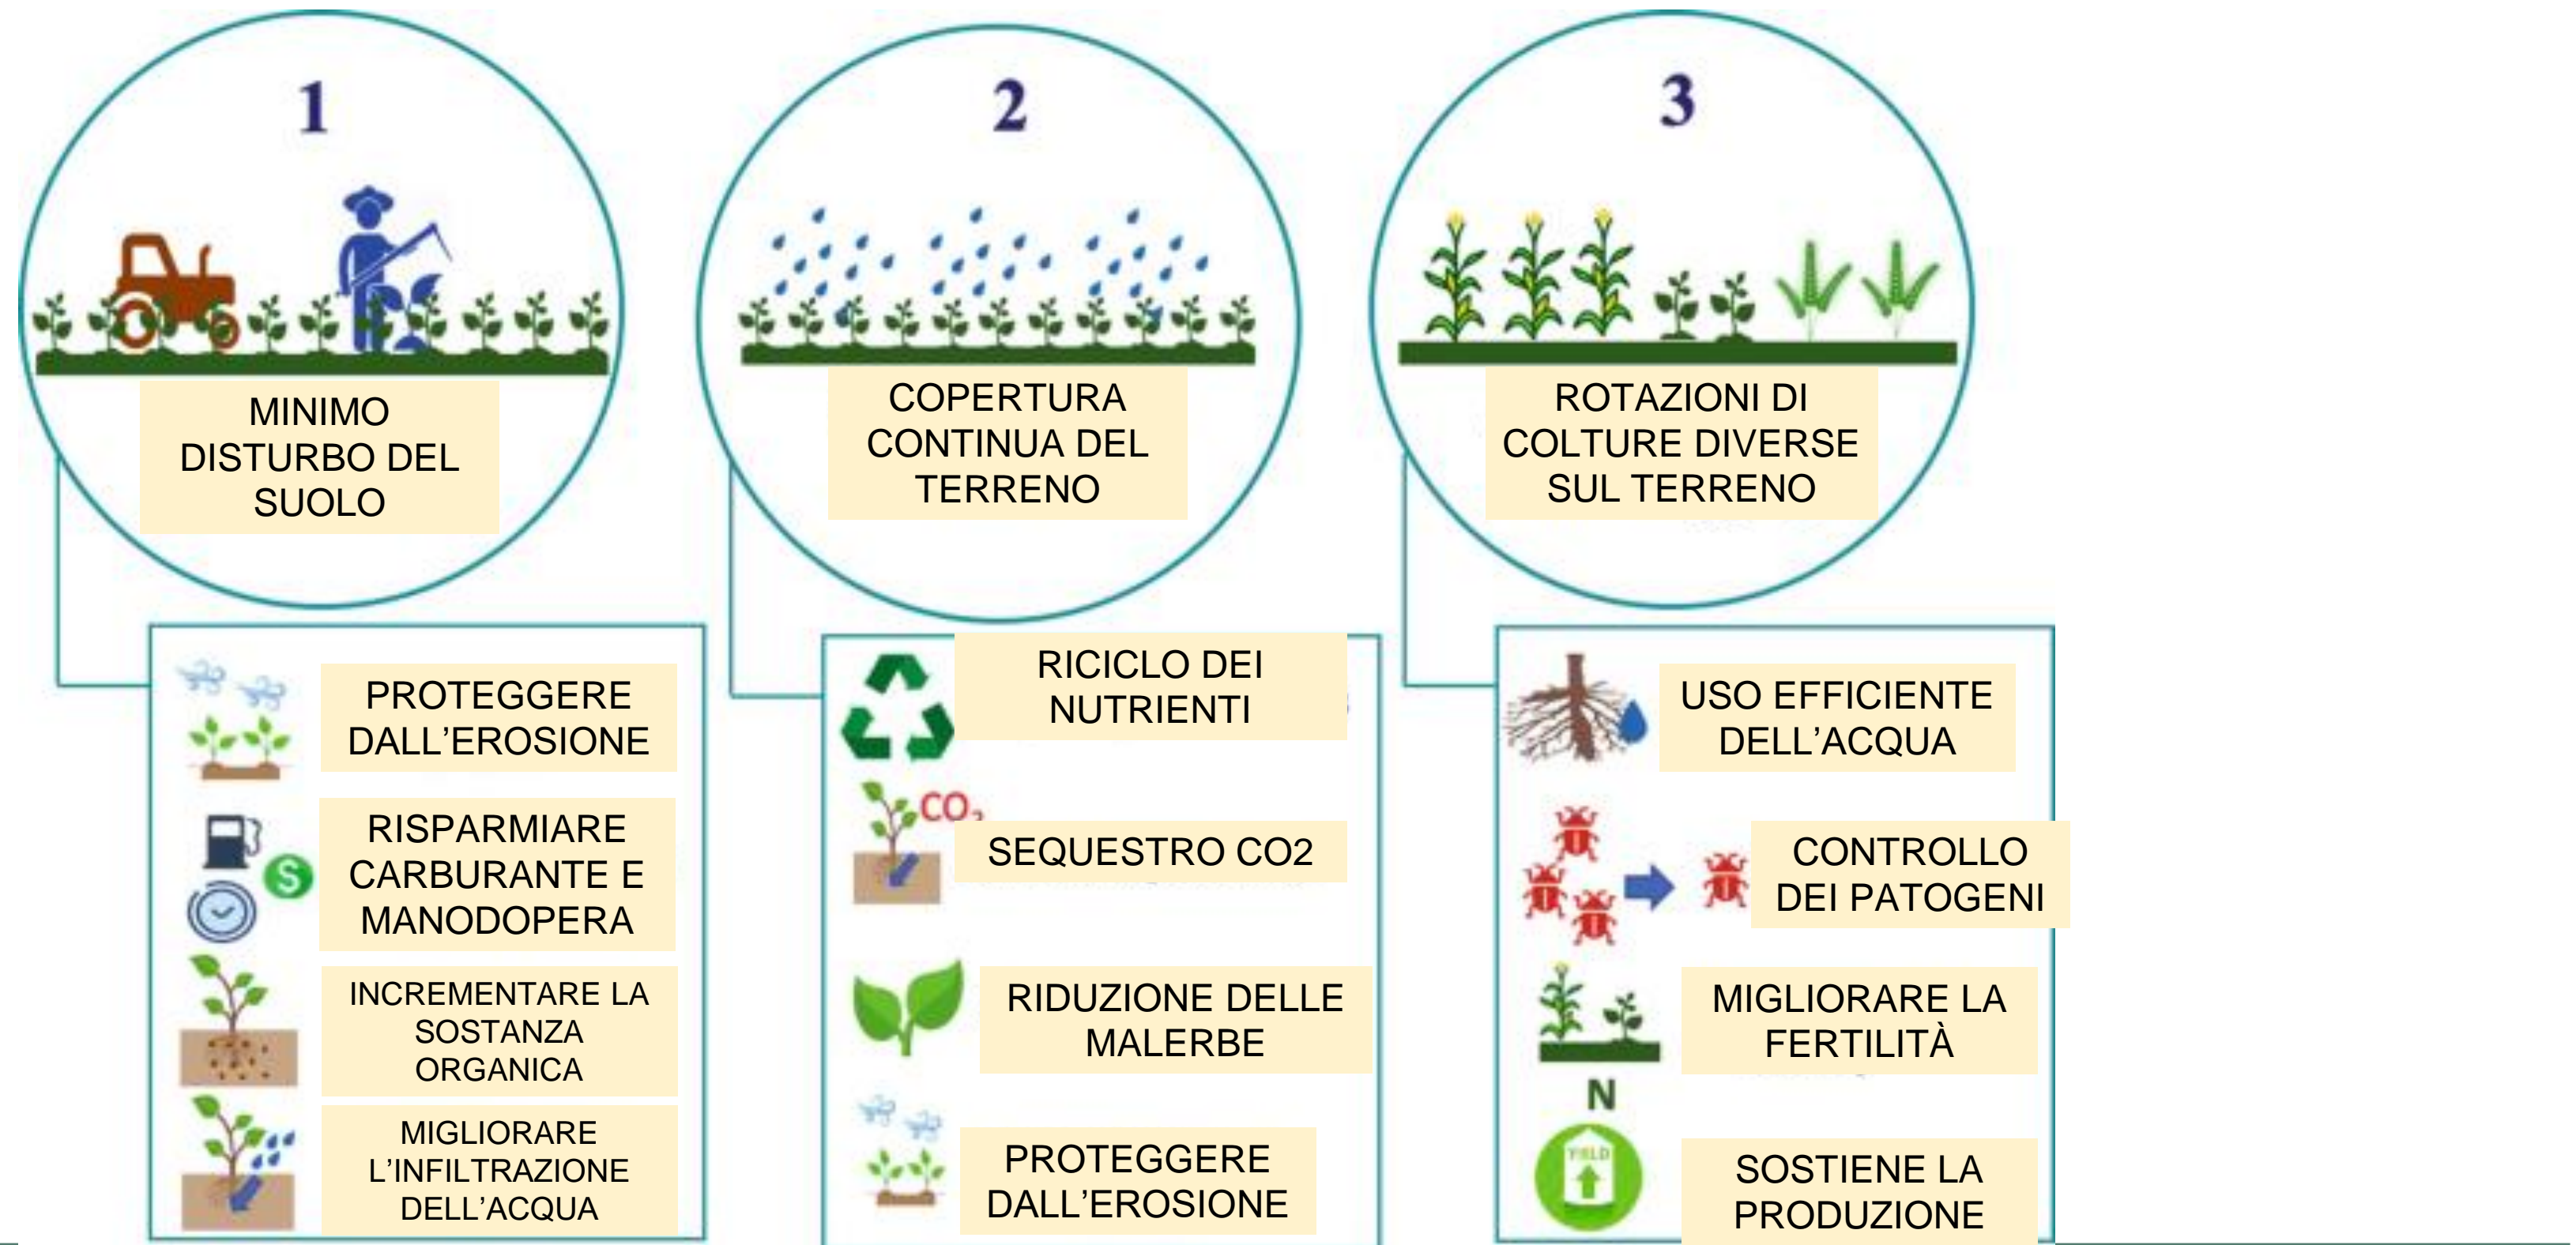 1
MINIMO
DISTURBO DEL
SUOLO
PROTEGGERE
DALL’EROSIONE
RISPARMIARE
CARBURANTE E
MANODOPERA
S
INCREMENTARE LA
SOSTANZA
ORGANICA
MIGLIORARE
L’INFILTRAZIONE
DELL’ACQUA
2
COPERTURA
CONTINUA DEL
TERRENO
RICICLO DEI
NUTRIENTI
CO2
SEQUESTRO CO2
RIDUZIONE DELLE
MALERBE
PROTEGGERE
DALL’EROSIONE
3
ROTAZIONI DI
COLTURE DIVERSE
SUL TERRENO
USO EFFICIENTE
DELL’ACQUA
CONTROLLO
DEI PATOGENI
MIGLIORARE LA
FERTILITÀ
N
YIELD
SOSTIENE LA
PRODUZIONE